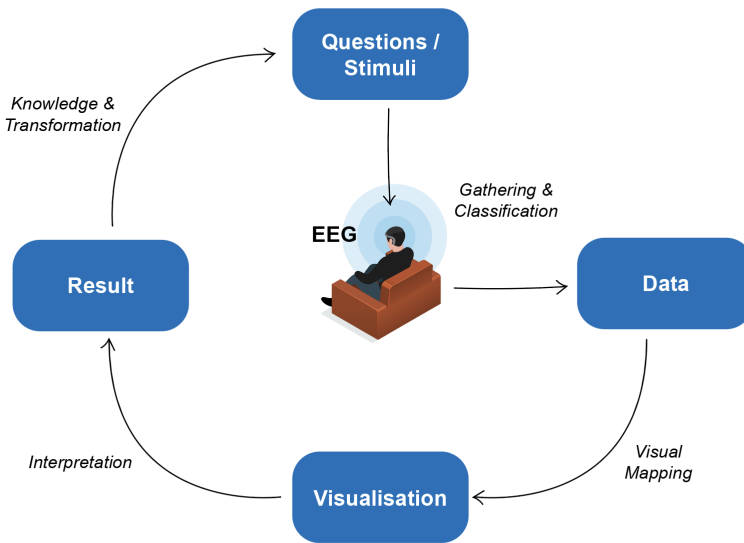 Questions /
Stimuli
Knowledge &
Transformation
Gathering &
Classification
EEG
Result
Data
Interpretation
Visual
Mapping
Visualisation